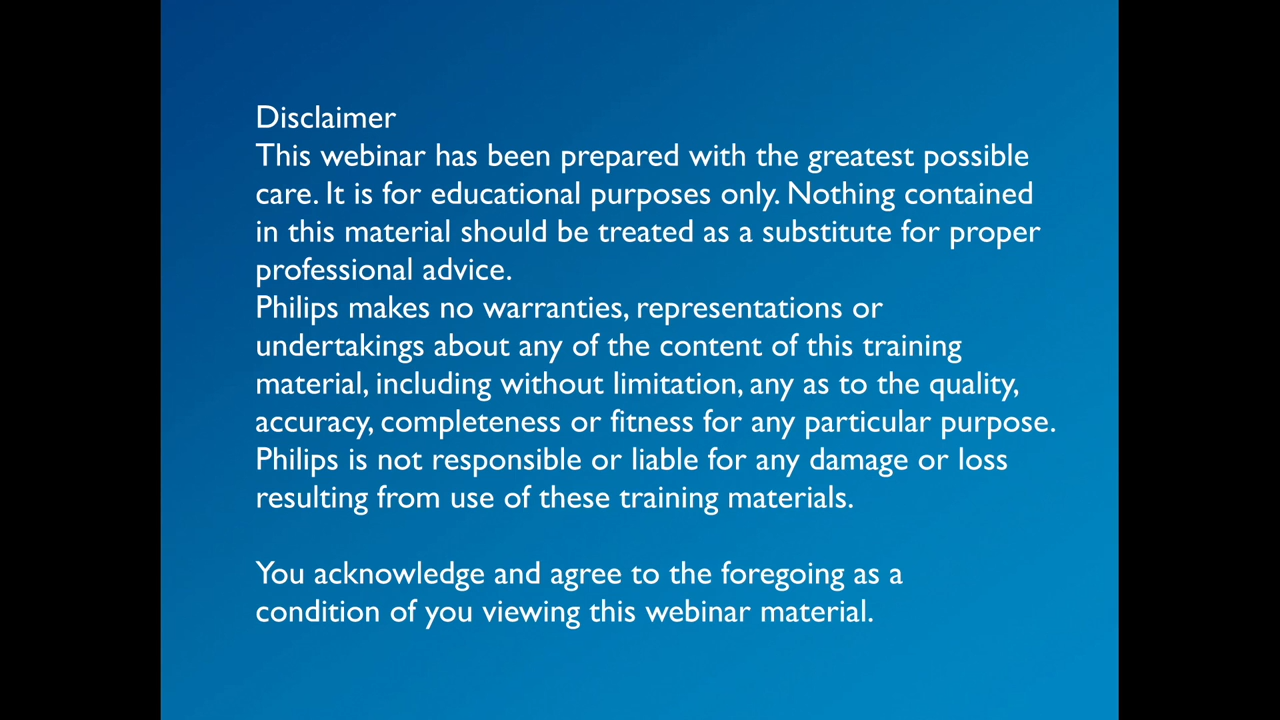 Disclaimer
This webinar has been prepared with the greatest possible
care. It is for educational purposes only. Nothing contained
in this material should be treated as a substitute for proper
professional advice.
Philips makes no warranties, representations or
undertakings about any of the content of this training
material, including without limitation, any as to the quality,
accuracy, completeness or fitness for any particular purpose.
Philips is not responsible or liable for any damage or loss
resulting from use of these training materials.
You acknowledge and agree to the foregoing as a
condition of you viewing this webinar material.